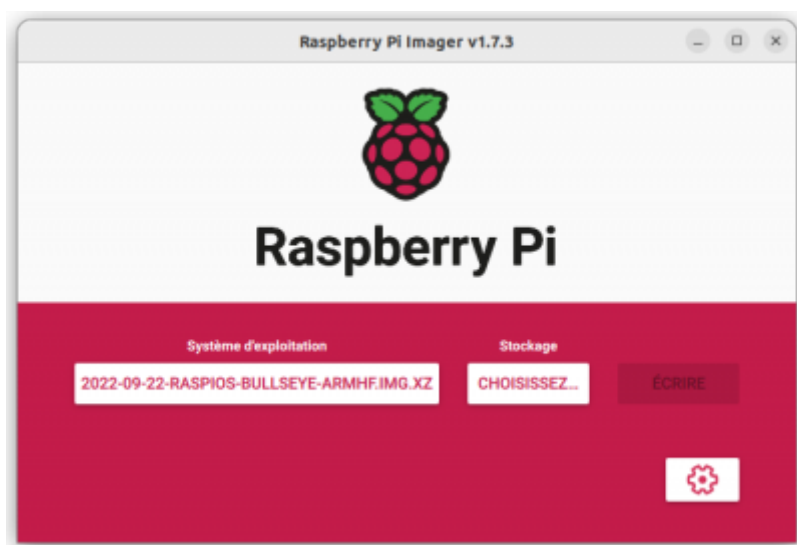 Raspberry Pi Imager v1.7.3
Raspberry Pi
Système d'exploitation
Stockage
2022-09-22-RASPIOS-BULLSEYE-ARMHF.IMG.XZ
CHOISISSEZ...
ÉCRIRE